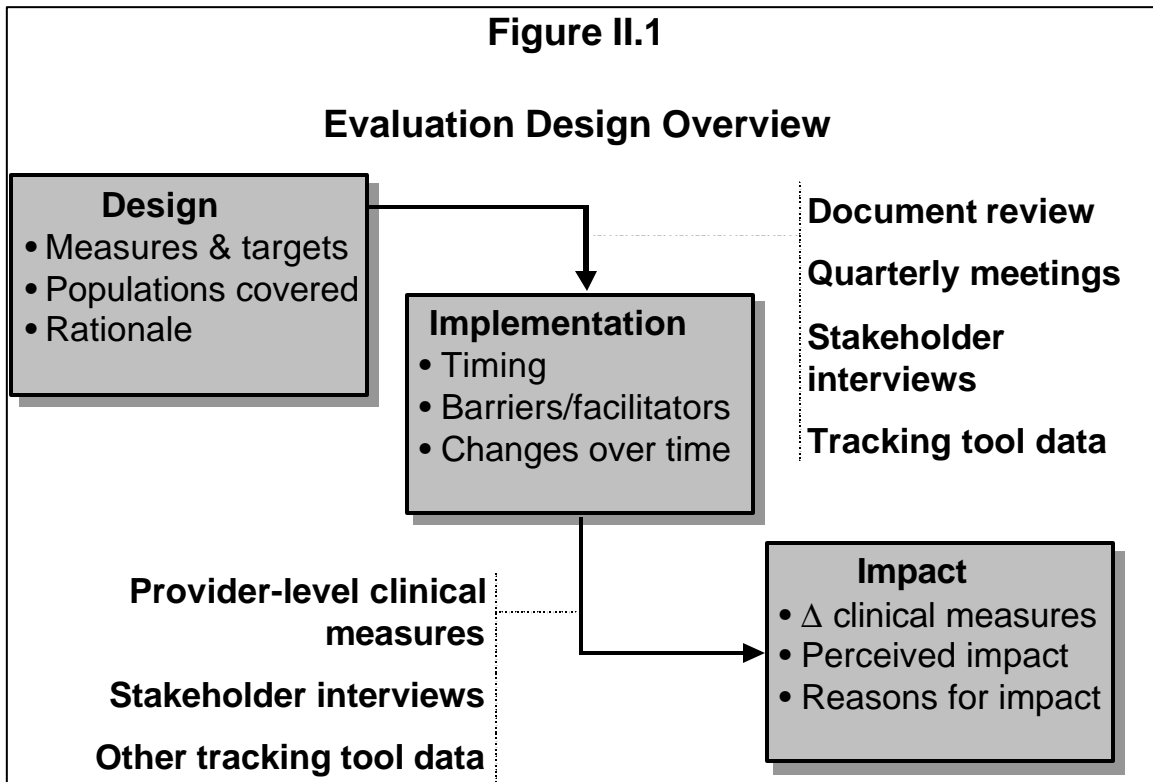 Figure II.1
Evaluation Design Overview
Design
• Measures & targets
• Populations covered
• Rationale
Document review
Quarterly meetings
Stakeholder
interviews
Tracking tool data
Implementation
• Timing
• Barriers/facilitators
• Changes over time
Provider-level clinical
measures
Stakeholder interviews
Other tracking tool data
Impact
• Δ clinical measures
• Perceived impact
• Reasons for impact